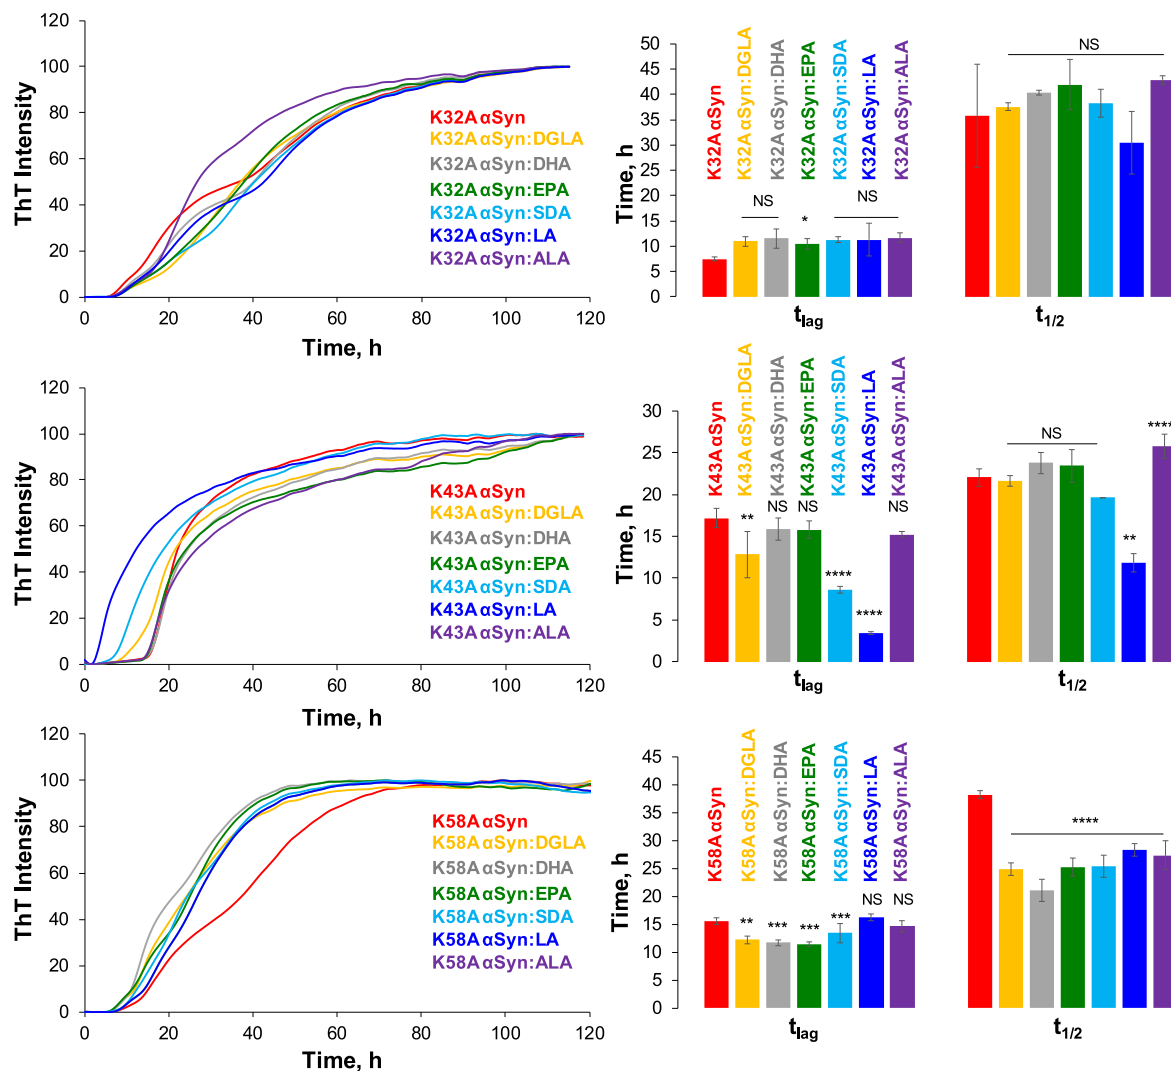 120
100
80
60
40
20
0
ThT Intensity
K32A αSyn
K32A αSyn:DGLA
K32A αSyn:DHA
K32A αSyn:EPA
K32A αSyn:SDA
K32A αSyn:LA
K32A αSyn:ALA
0 20 40 60 80 100 120
Time, h
50
45
40
35
30
25
20
15
10
5
0
Time, h
K32A αSyn
K32A αSyn:DGLA
K32A αSyn:DHA
K32A αSyn:EPA
K32A αSyn:SDA
K32A αSyn:LA
K32A αSyn:ALA
NS * NS
NS
tlag
t1/2
120
100
80
60
40
20
0
ThT Intensity
K43A αSyn
K43A αSyn:DGLA
K43A αSyn:DHA
K43A αSyn:EPA
K43A αSyn:SDA
K43A αSyn:LA
K43A αSyn:ALA
0 20 40 60 80 100 120
Time, h
30
25
20
15
10
5
0
Time, h
K43A αSyn
K43A αSyn:DGLA
K43A αSyn:DHA
K43A αSyn:EPA
K43A αSyn:SDA
K43A αSyn:LA
K43A αSyn:ALA
** NS NS **** **** NS
NS ** ****
tlag
t1/2
120
100
80
60
40
20
0
ThT Intensity
K58A αSyn
K58A αSyn:DGLA
K58A αSyn:DHA
K58A αSyn:EPA
K58A αSyn:SDA
K58A αSyn:LA
K58A αSyn:ALA
0 20 40 60 80 100 120
Time, h
45
40
35
30
25
20
15
10
5
0
Time, h
K58A αSyn
K58A αSyn:DGLA
K58A αSyn:DHA
K58A αSyn:EPA
K58A αSyn:SDA
K58A αSyn:LA
K58A αSyn:ALA
** *** *** *** NS NS
****
tlag
t1/2